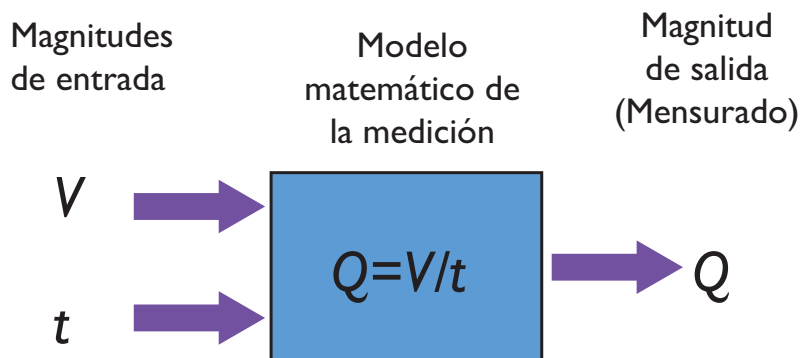 Magnitudes
de entrada
Modelo
matemático de
la medición
Magnitud
de salida
(Mensurado)
V
t
Q=V/t
Q